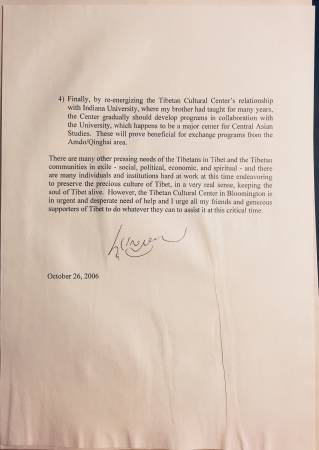 4) Finally, by re-energizing the Tibetan Cultural Center's relationship
with Indiana University, where my brother had taught for many years,
the Center gradually should develop programs in collaboration with
the University, which happens to be a major center for Central Asian
Studies. These will prove beneficial for exchange programs from the
Amdo/Qinghai area.
There are many other pressing needs of the Tibetans in Tibet and the Tibetan
communities in exile - social, political, economic, and spiritual - and there
are many individuals and institutions hard at work at this time endeavoring
to preserve the precious culture of Tibet, in a very real sense, keeping the
soul of Tibet alive. However, the Tibetan Cultural Center in Bloomington is
in urgent and desperate need of help and I urge all my friends and generous
supporters of Tibet to do whatever they can to assist it at this critical time.
October 26, 2006